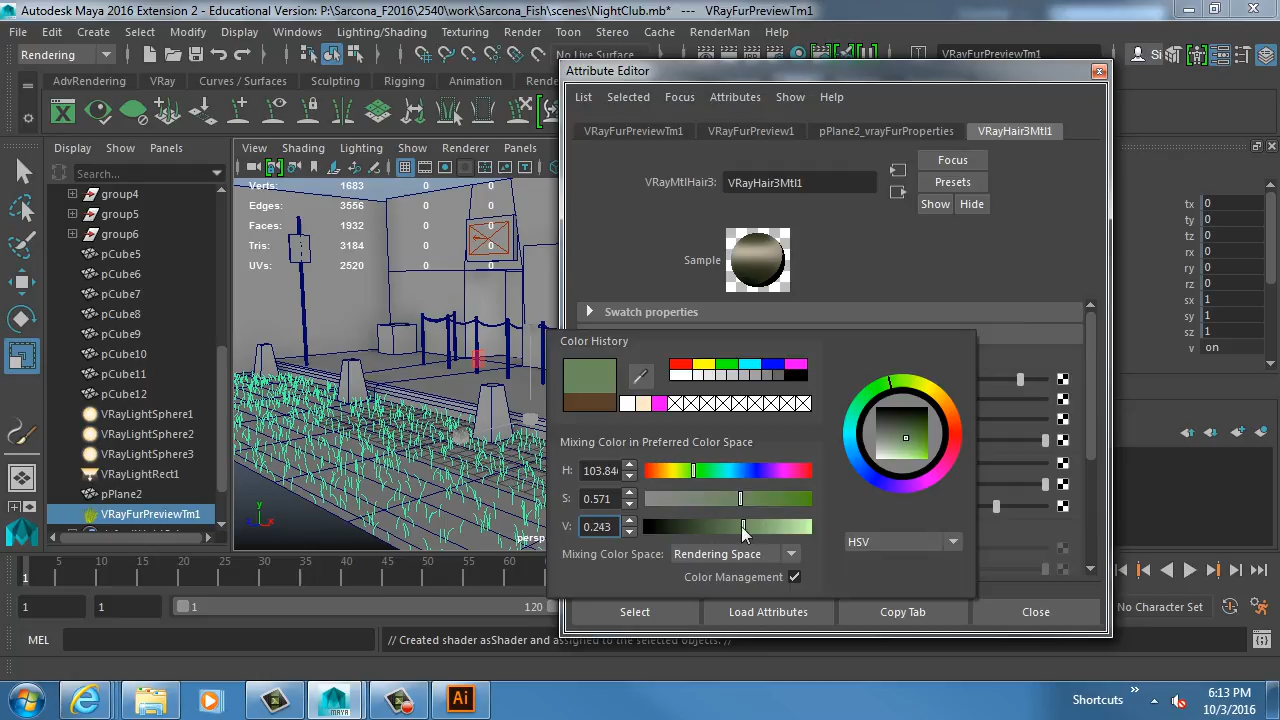 Autodesk Maya 2016 Extension 2 - Educational Version: P:\Sarcona_F2016\2540\work\Sarcona_Fish\scenes\NightClub.mb* --- VRayFurPreviewTm1
File Edit Create Select Modify Display Windows Lighting/Shading Texturing Render Toon Stereo Cache RenderMan Help
Rendering No Live Surface VRayFurPreviewTm1 Si
AdvRendering VRay Curves / Surfaces Sculpting Rigging Animation
Attribute Editor
List Selected Focus Attributes Show Help
VRayFurPreviewTm1 VRayFurPreview1 pPlane2_vrayFurProperties VRayHair3Mtl1
Display Show Panels
View Shading Lighting Show Renderer Panels
Search...
group4
group5
group6
pCube5
pCube6
pCube7
pCube8
pCube9
pCube10
pCube11
pCube12
VRayLightSphere1
VRayLightSphere2
VRayLightSphere3
VRayLightRect1
pPlane2
VRayFurPreviewTm1
Verts: 1683 0 0
Edges: 3556 0 0
Faces: 1932 0 0
Tris: 3184 0 0
UVs: 2520 0 0
y
z
persp
VRayMtlHair3: VRayHair3Mtl1
Focus
Presets
Show Hide
Sample
Swatch properties
Color History
Mixing Color in Preferred Color Space
H: 103.84
S: 0.571
V: 0.243
HSV
Mixing Color Space: Rendering Space
Color Management
Select Load Attributes Copy Tab Close
tx 0
ty 0
tz 0
rx 0
ry 0
rz 0
sx 1
sy 1
sz 1
v on
5 10 15 20 25 30 35 40 45 50 55 60 65
1
1 1 1 120
No Character Set
MEL // Created shader asShader and assigned to the selected objects. //
MAYA
Ai
Shortcuts
6:13 PM
10/3/2016